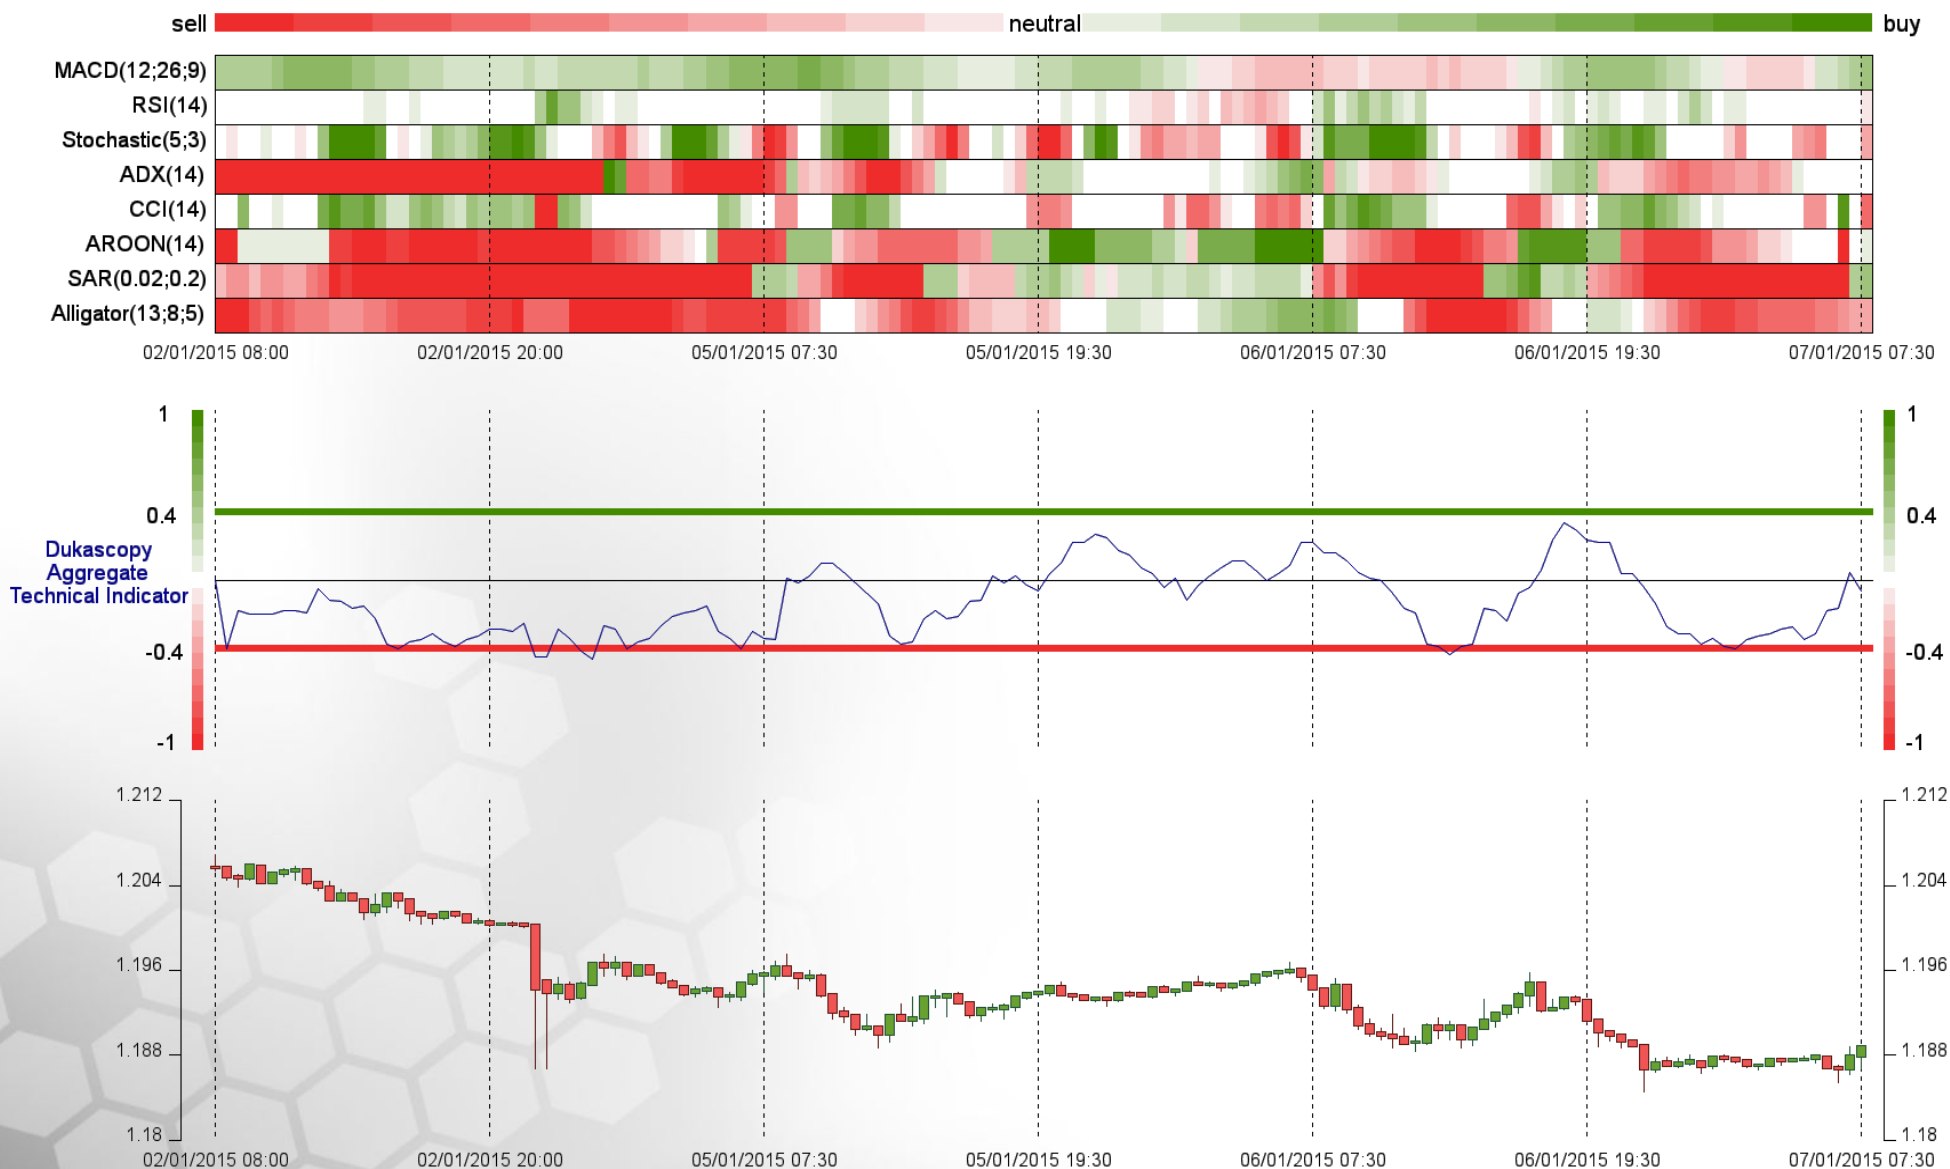 sell neutral buy
MACD(12;26;9)
RSI(14)
Stochastic(5;3)
ADX(14)
CCI(14)
AROON(14)
SAR(0.02;0.2)
Alligator(13;8;5)
02/01/2015 08:00 02/01/2015 20:00 05/01/2015 07:30 05/01/2015 19:30 06/01/2015 07:30 06/01/2015 19:30 07/01/2015 07:30
1 1
0.4 0.4
Dukascopy
Aggregate
Technical Indicator
-0.4 -0.4
-1 -1
1.212 1.212
1.204 1.204
1.196 1.196
1.188 1.188
1.18 1.18
02/01/2015 08:00 02/01/2015 20:00 05/01/2015 07:30 05/01/2015 19:30 06/01/2015 07:30 06/01/2015 19:30 07/01/2015 07:30